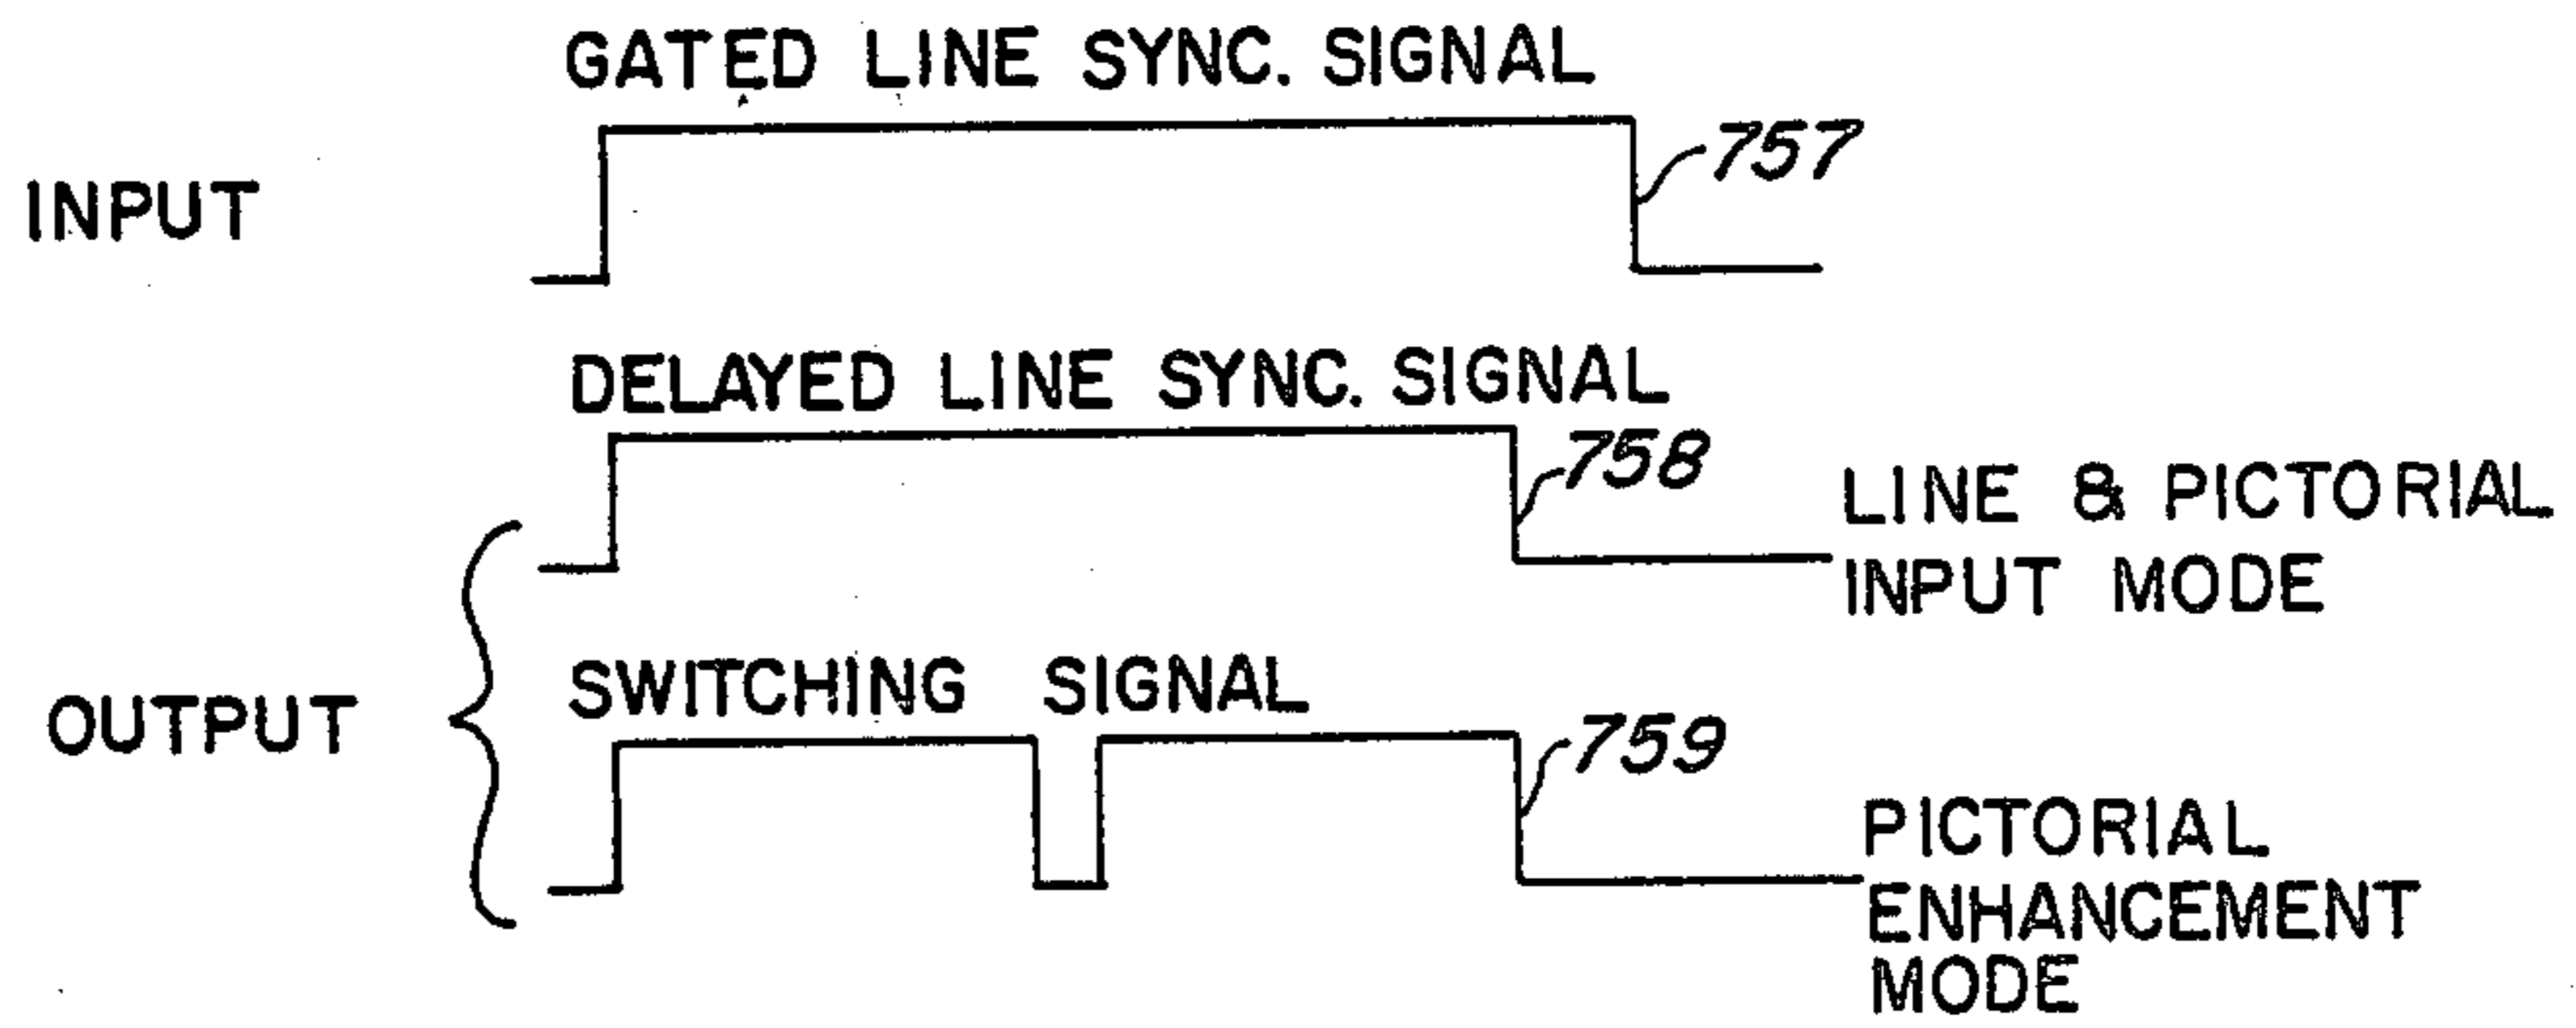 GATED LINE SYNC. SIGNAL
INPUT
757
DELAYED LINE SYNC. SIGNAL
758
LINE & PICTORIAL
INPUT MODE
OUTPUT
SWITCHING SIGNAL
759
PICTORIAL
ENHANCEMENT
MODE